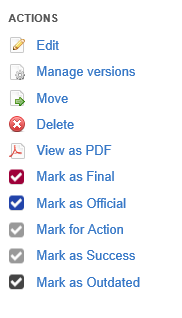 ACTIONS
Edit
Manage versions
Move
Delete
View as PDF
Mark as Final
Mark as Official
Mark for Action
Mark as Success
Mark as Outdated